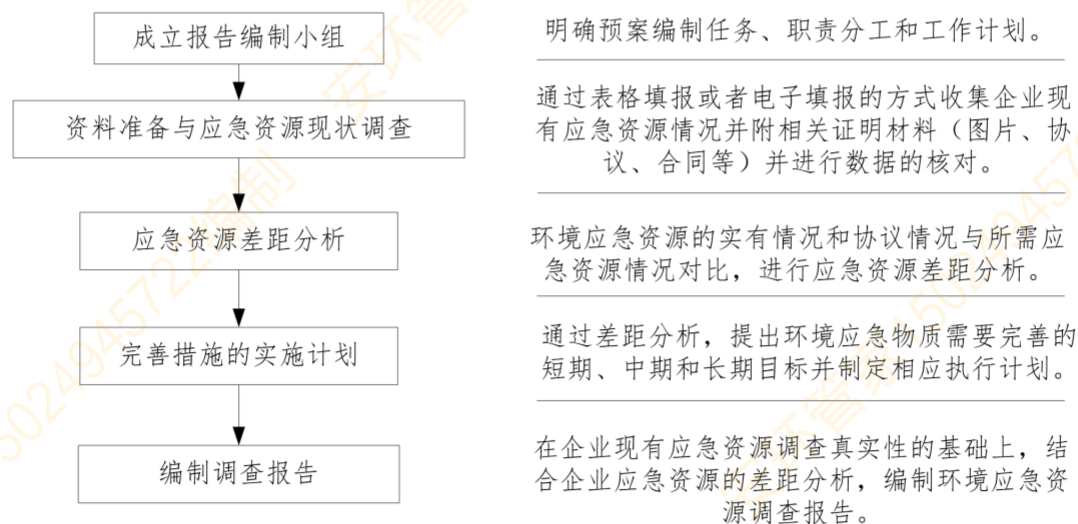 成立报告编制小组
明确预案编制任务、职责分工和工作计划。
资料准备与应急资源现状调查
通过表格填报或者电子填报的方式收集企业现
有应急资源情况并附相关证明材料（图片、协
议、合同等）并进行数据的核对。
应急资源差距分析
环境应急资源的实有情况和协议情况与所需应
急资源情况对比，进行应急资源差距分析。
完善措施的实施计划
通过差距分析，提出环境应急物质需要完善的
短期、中期和长期目标并制定相应执行计划。
编制调查报告
在企业现有应急资源调查真实性的基础上，结
合企业应急资源的差距分析，编制环境应急资
源调查报告。